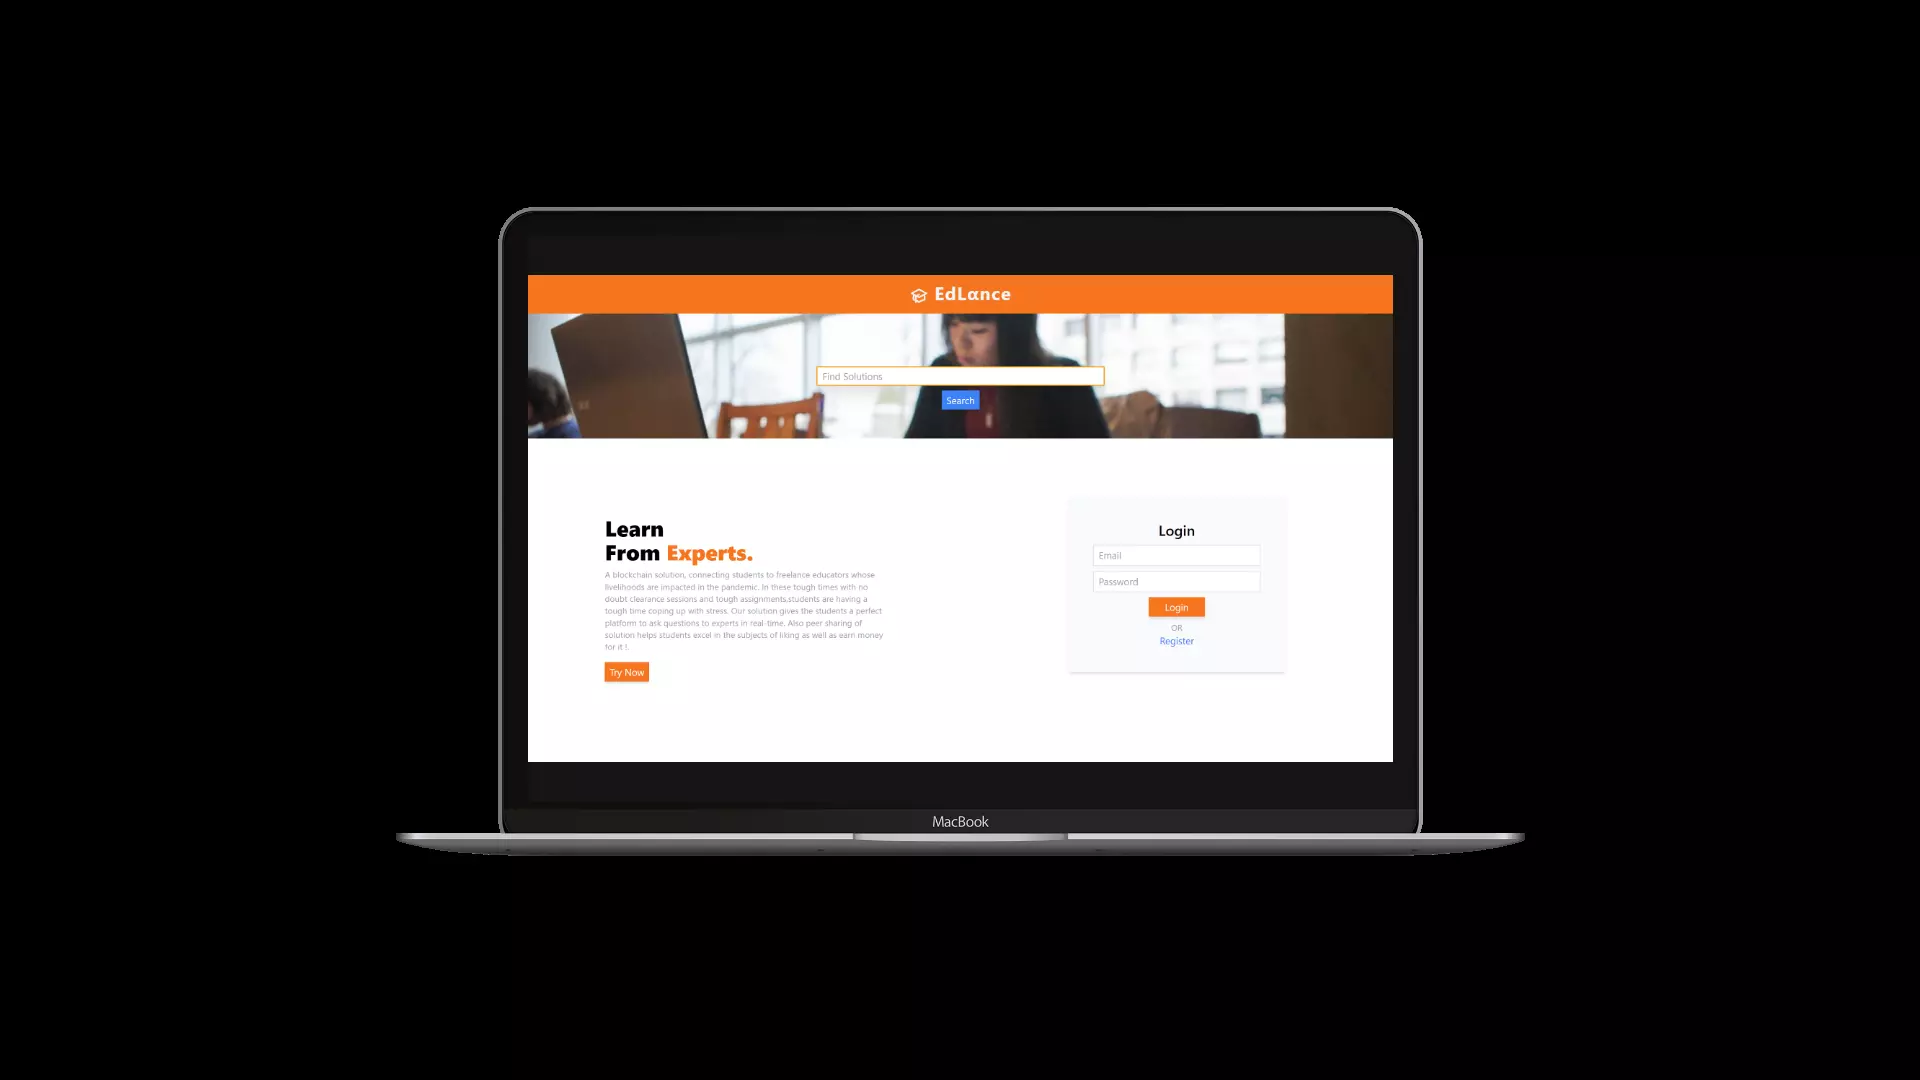 EdLance
Find Solutions
Search
Learn
From Experts.
A blockchain solution, connecting students to freelance educators whose
livelihoods are impacted in the pandemic. In these tough times with no
doubt clearance sessions and tough assignments,students are having a
tough time coping up with stress. Our solution gives the students a perfect
platform to ask questions to experts in real-time. Also peer sharing of
solution helps students excel in the subjects of liking as well as earn money
for it !.
Try Now
Login
Email
Password
Login
OR
Register
MacBook